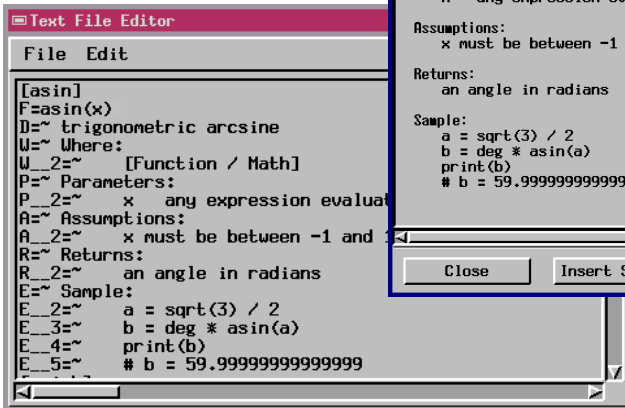 Text File Editor
File Edit
[asin]
F=asin(x)
D=~ trigonometric arcsine
W=~ Where:
W__2=~ [Function / Math]
P=~ Parameters:
P__2=~ x any expression evaluat
A=~ Assumptions:
A__2=~ x must be between -1 and
R=~ Returns:
R__2=~ an angle in radians
E=~ Sample:
E__2=~ a = sqrt(3) / 2
E__3=~ b = deg * asin(a)
E__4=~ print(b)
E__5=~ # b = 59.99999999999999
any expression
Assumptions:
x must be between -1
Returns:
an angle in radians
Sample:
a = sqrt(3) / 2
b = deg * asin(a)
print(b)
# b = 59.999999999999
Close
Insert S